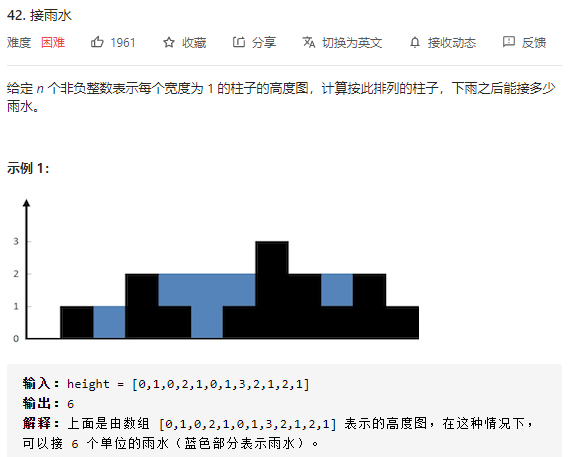 42. 接雨水
难度 困难 1961 收藏 分享 切换为英文 接收动态 反馈
给定 n 个非负整数表示每个宽度为 1 的柱子的高度图，计算按此排列的柱子，下雨之后能接多少
雨水。
示例 1：
3
2
1
0
输入：height = [0,1,0,2,1,0,1,3,2,1,2,1]
输出：6
解释：上面是由数组 [0,1,0,2,1,0,1,3,2,1,2,1] 表示的高度图，在这种情况下，
可以接 6 个单位的雨水（蓝色部分表示雨水）。